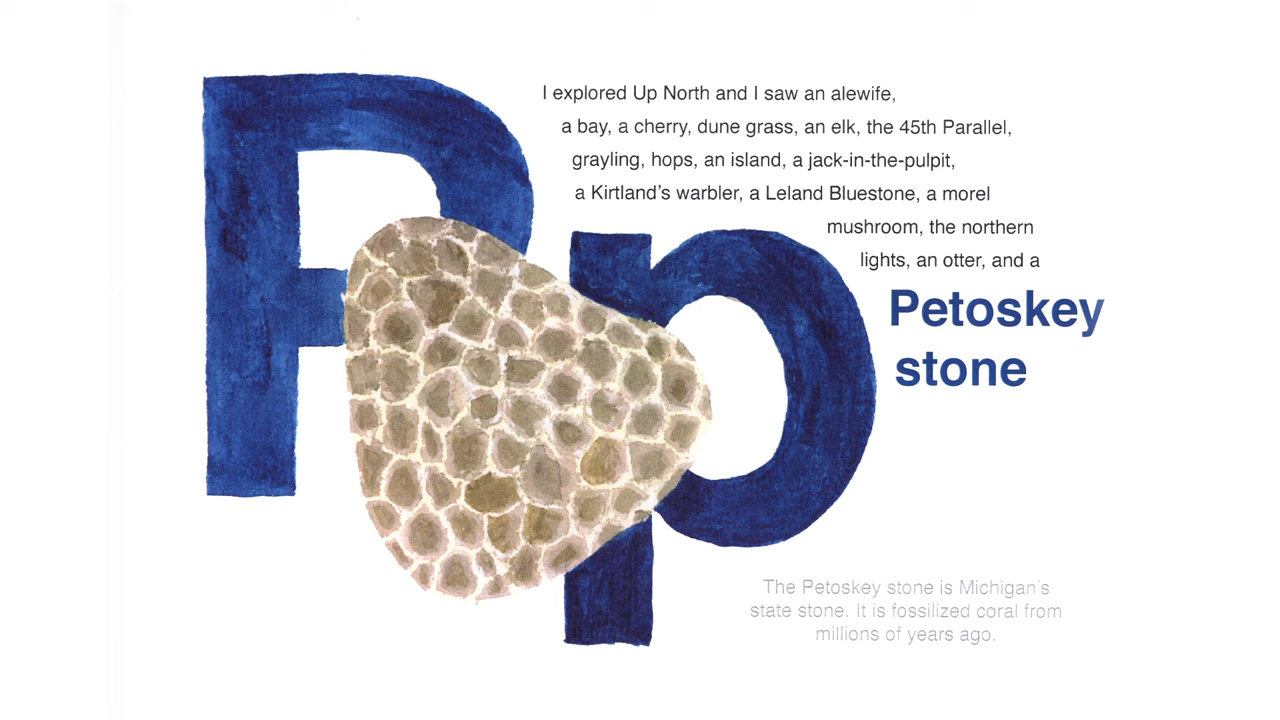 Pp
I explored Up North and I saw an alewife,
a bay, a cherry, dune grass, an elk, the 45th Parallel,
grayling, hops, an island, a jack-in-the-pulpit,
a Kirtland's warbler, a Leland Bluestone, a morel
mushroom, the northern
lights, an otter, and a
Petoskey
stone
The Petoskey stone is Michigan's
state stone. It is fossilized coral from
millions of years ago.